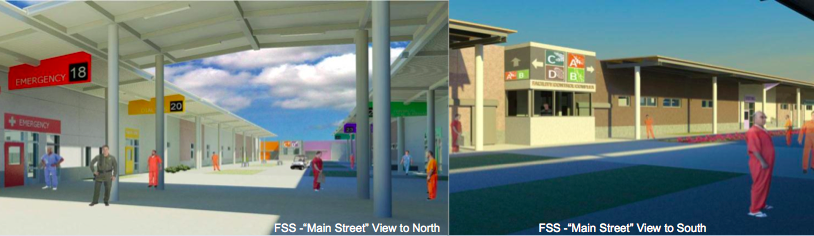 EMERGENCY 18
EMERGENCY
20
FSS -“Main Street” View to North
C A
D B
A B
FSS -“Main Street” View to South